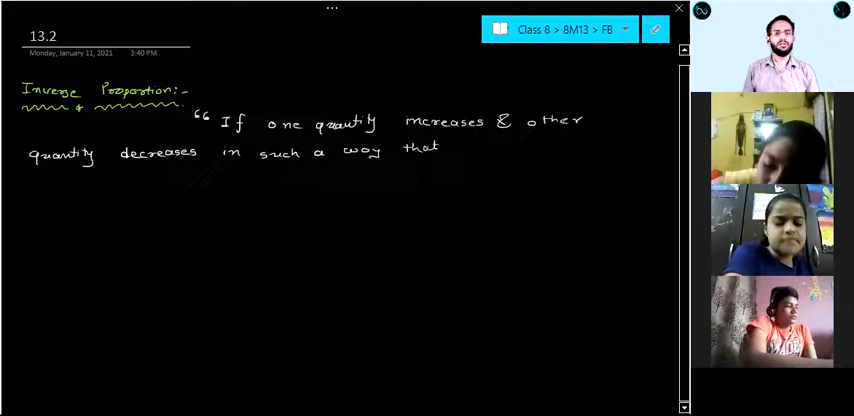 13.2
Class 8 > 8M13 > FB
Monday, January 11, 2021 3:40 PM
Inverse Proportion:-
"If one quantity increases & other
quantity decreases in such a way that
MADE